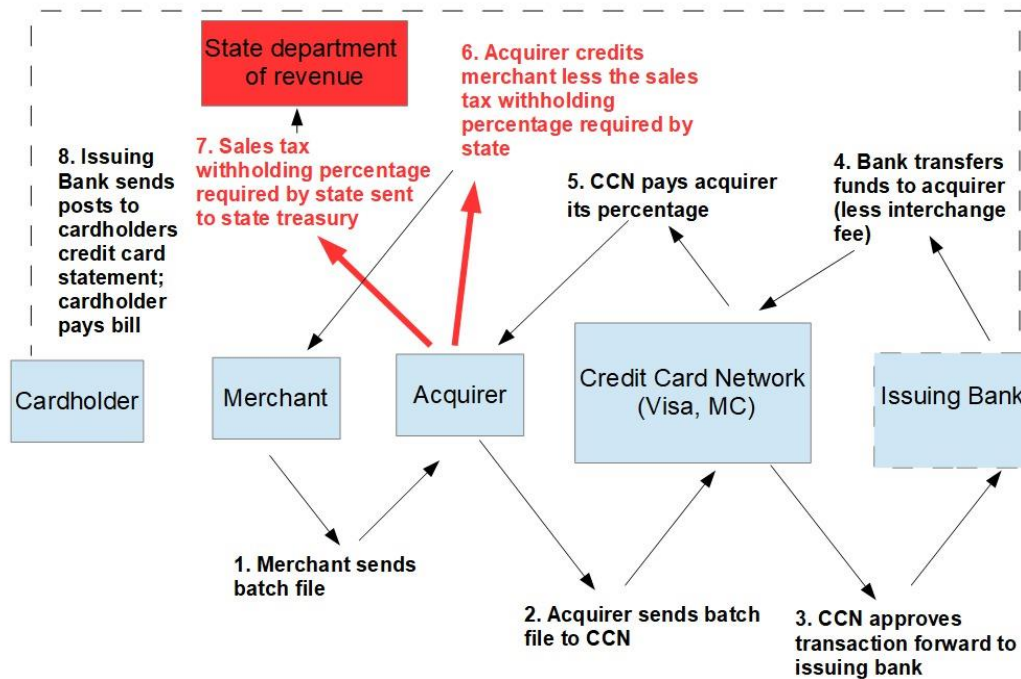 State department
of revenue
6. Acquirer credits
merchant less the sales
tax withholding
percentage required by
state
7. Sales tax
withholding percentage
required by state sent
to state treasury
8. Issuing
Bank sends
posts to
cardholders
credit card
statement;
cardholder
pays bill
5. CCN pays acquirer
its percentage
4. Bank transfers
funds to acquirer
(less interchange
fee)
Cardholder
Merchant
Acquirer
Credit Card Network
(Visa, MC)
Issuing Bank
1. Merchant sends
batch file
2. Acquirer sends batch
file to CCN
3. CCN approves
transaction forward to
issuing bank